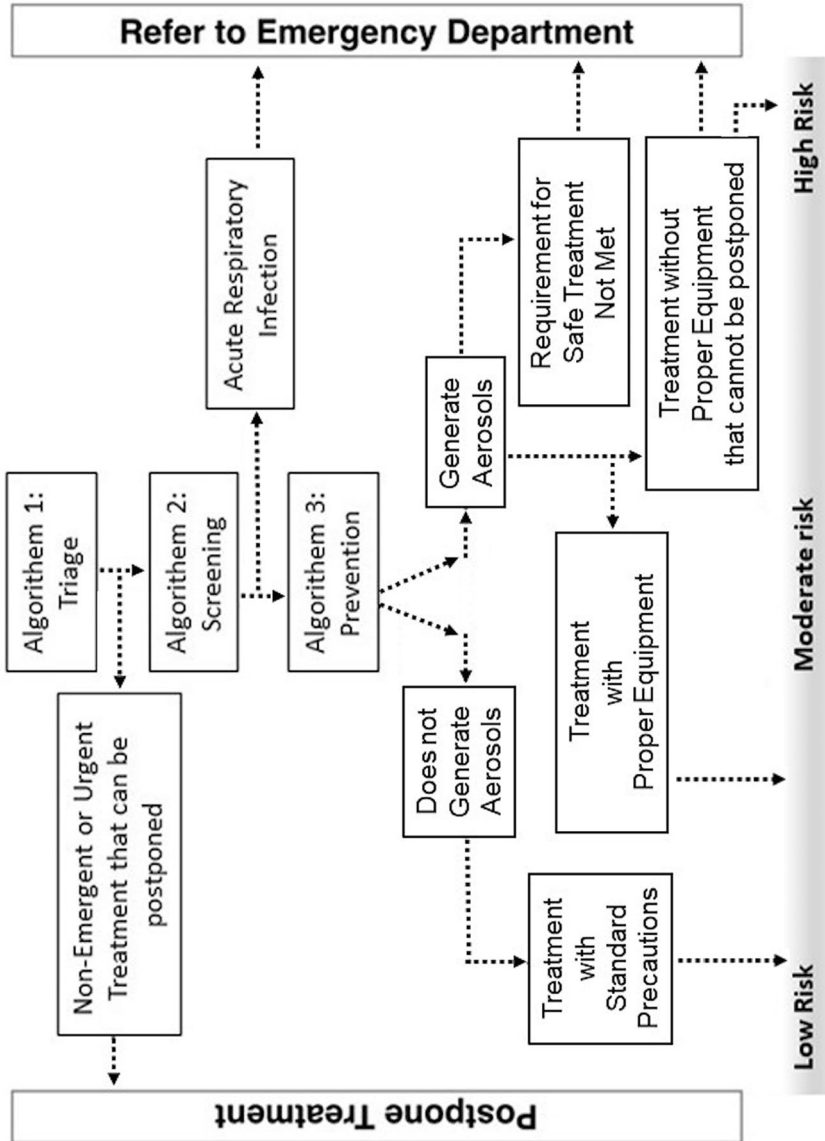 Algorithem 1:
Triage
Non-Emergent or Urgent
Treatment that can be
postponed
Postpone Treatment
Algorithem 2:
Screening
Acute Respiratory
Infection
Refer to Emergency Department
Algorithem 3:
Prevention
Does not
Generate
Aerosols
Generate
Aerosols
Treatment
with
Standard
Precautions
Treatment
with
Proper Equipment
Requirement for
Safe Treatment
Not Met
Treatment without
Proper Equipment
that cannot be postponed
Low Risk
Moderate risk
High Risk